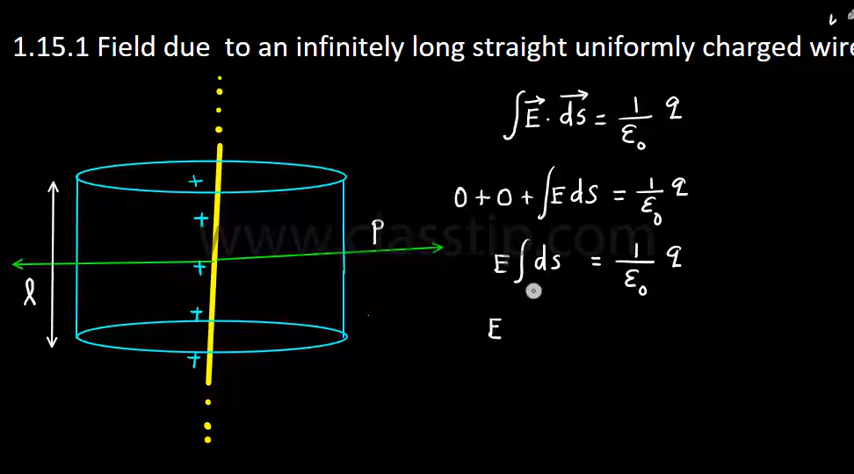 1.15.1 Field due to an infinitely long straight uniformly charged wire
∫E⃗ . ds⃗ = 1/ε₀ q
0 + 0 + ∫E ds = 1/ε₀ q
E ∫ds = 1/ε₀ q
E
P
l
+
+
+
+
+
www.classtip.com